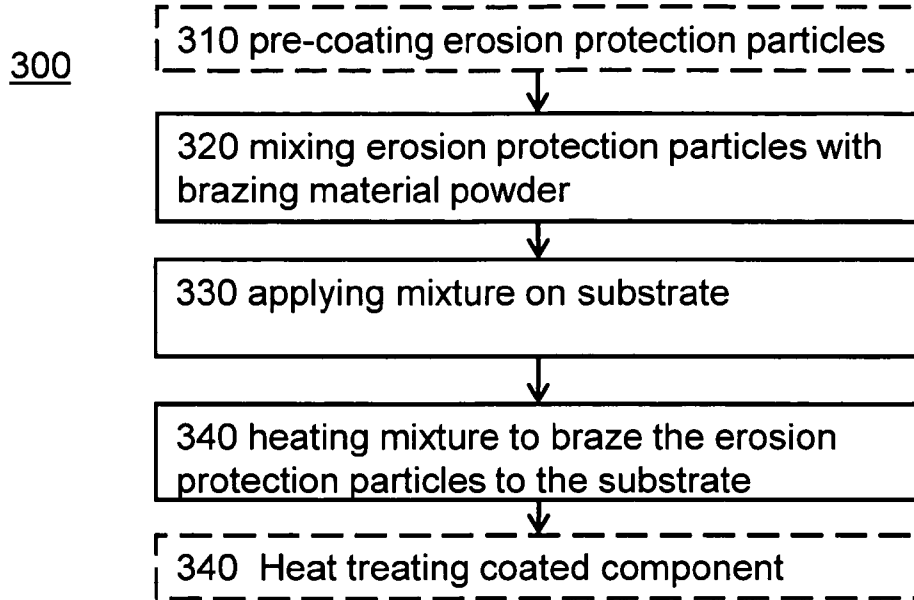 300
310 pre-coating erosion protection particles
320 mixing erosion protection particles with
brazing material powder
330 applying mixture on substrate
340 heating mixture to braze the erosion
protection particles to the substrate
340 Heat treating coated component